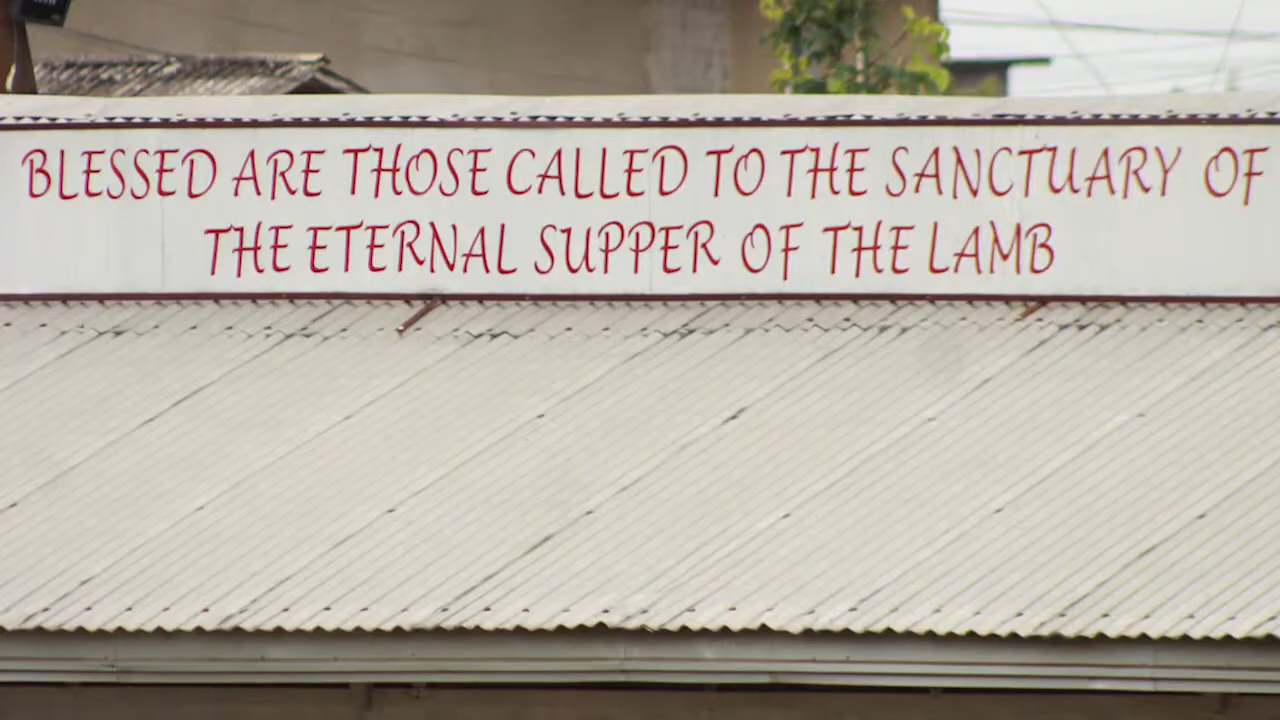 BLESSED ARE THOSE CALLED TO THE SANCTUARY OF
THE ETERNAL SUPPER OF THE LAMB